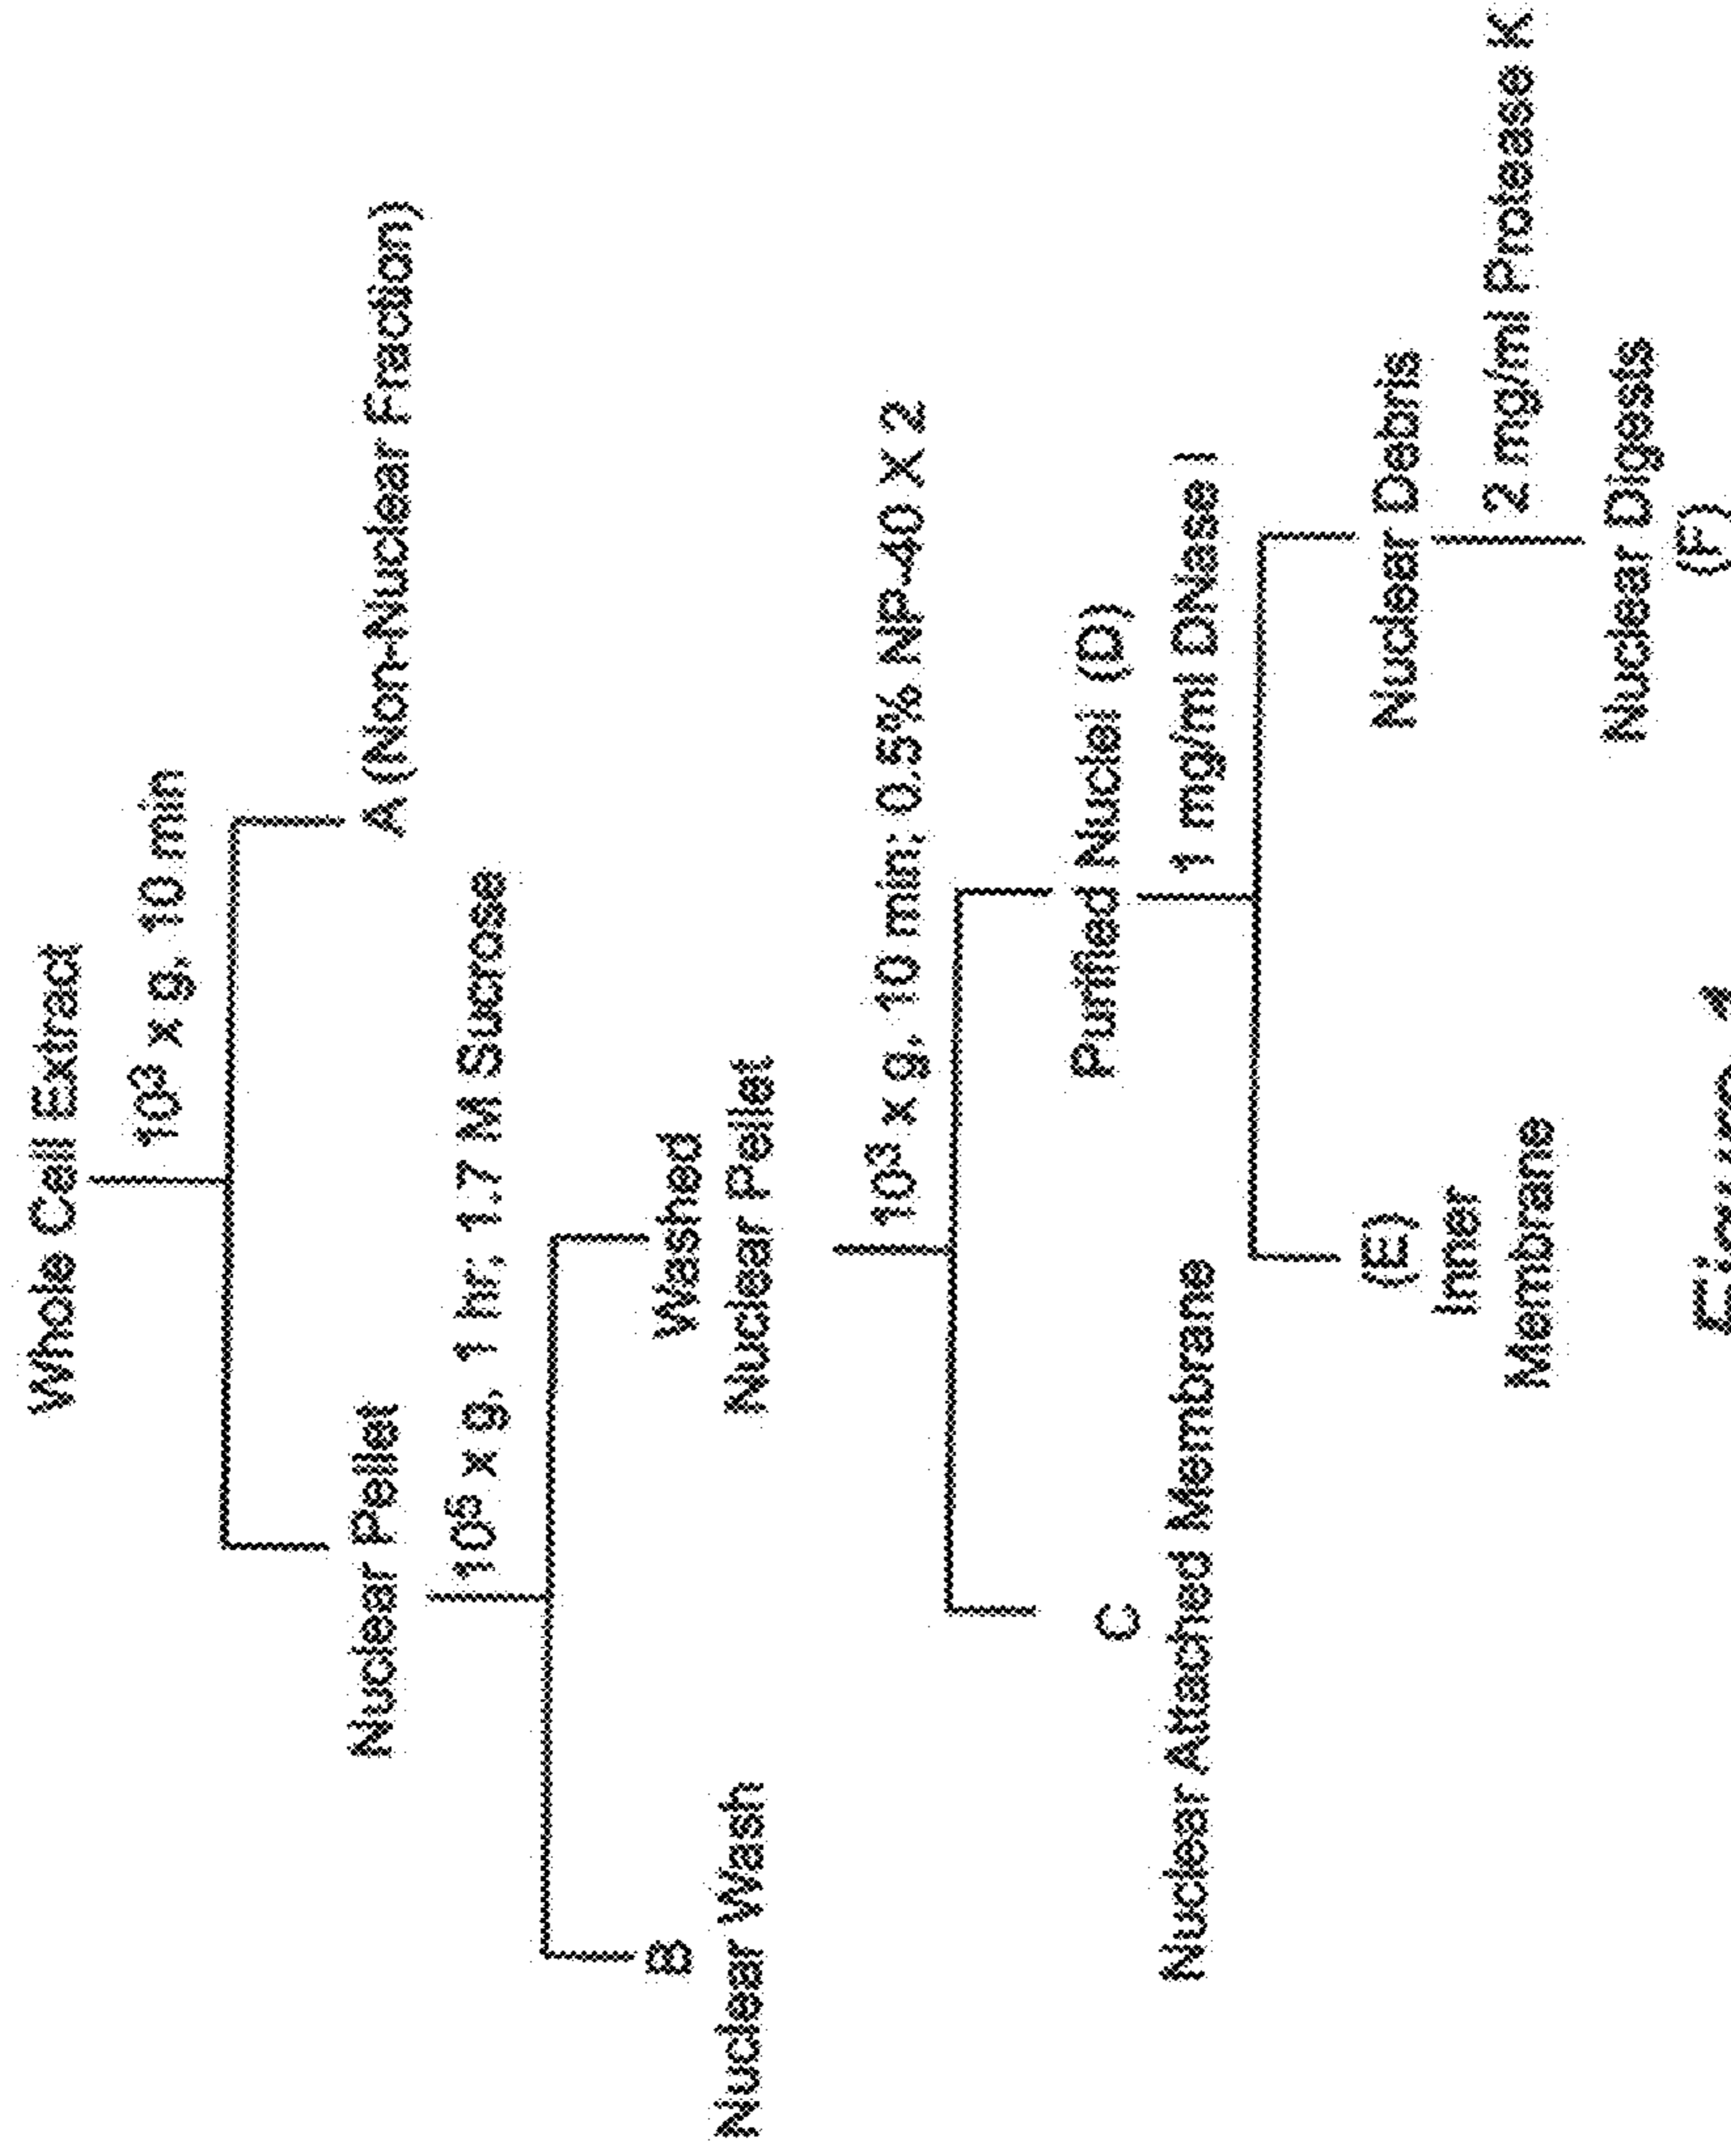 Whole Cell Extract
10³ x g, 10 min
Nuclear Pellet
A (Non-Nuclear Fraction)
10⁵ x g, 1 hr; 1.7 M Sucrose
B
Nuclear Wash
Washed
Nuclear Pellet
10³ x g, 10 min; 0.5% NP-40 X 2
C
Nuclear Attached Membrane
Purified Nuclei (D)
1 mg/ml DNase I
(E)
Inner
Membrane
Nuclear Debris
2 mg/ml Protease K
Nuclear Digests
(F)
Figure 4